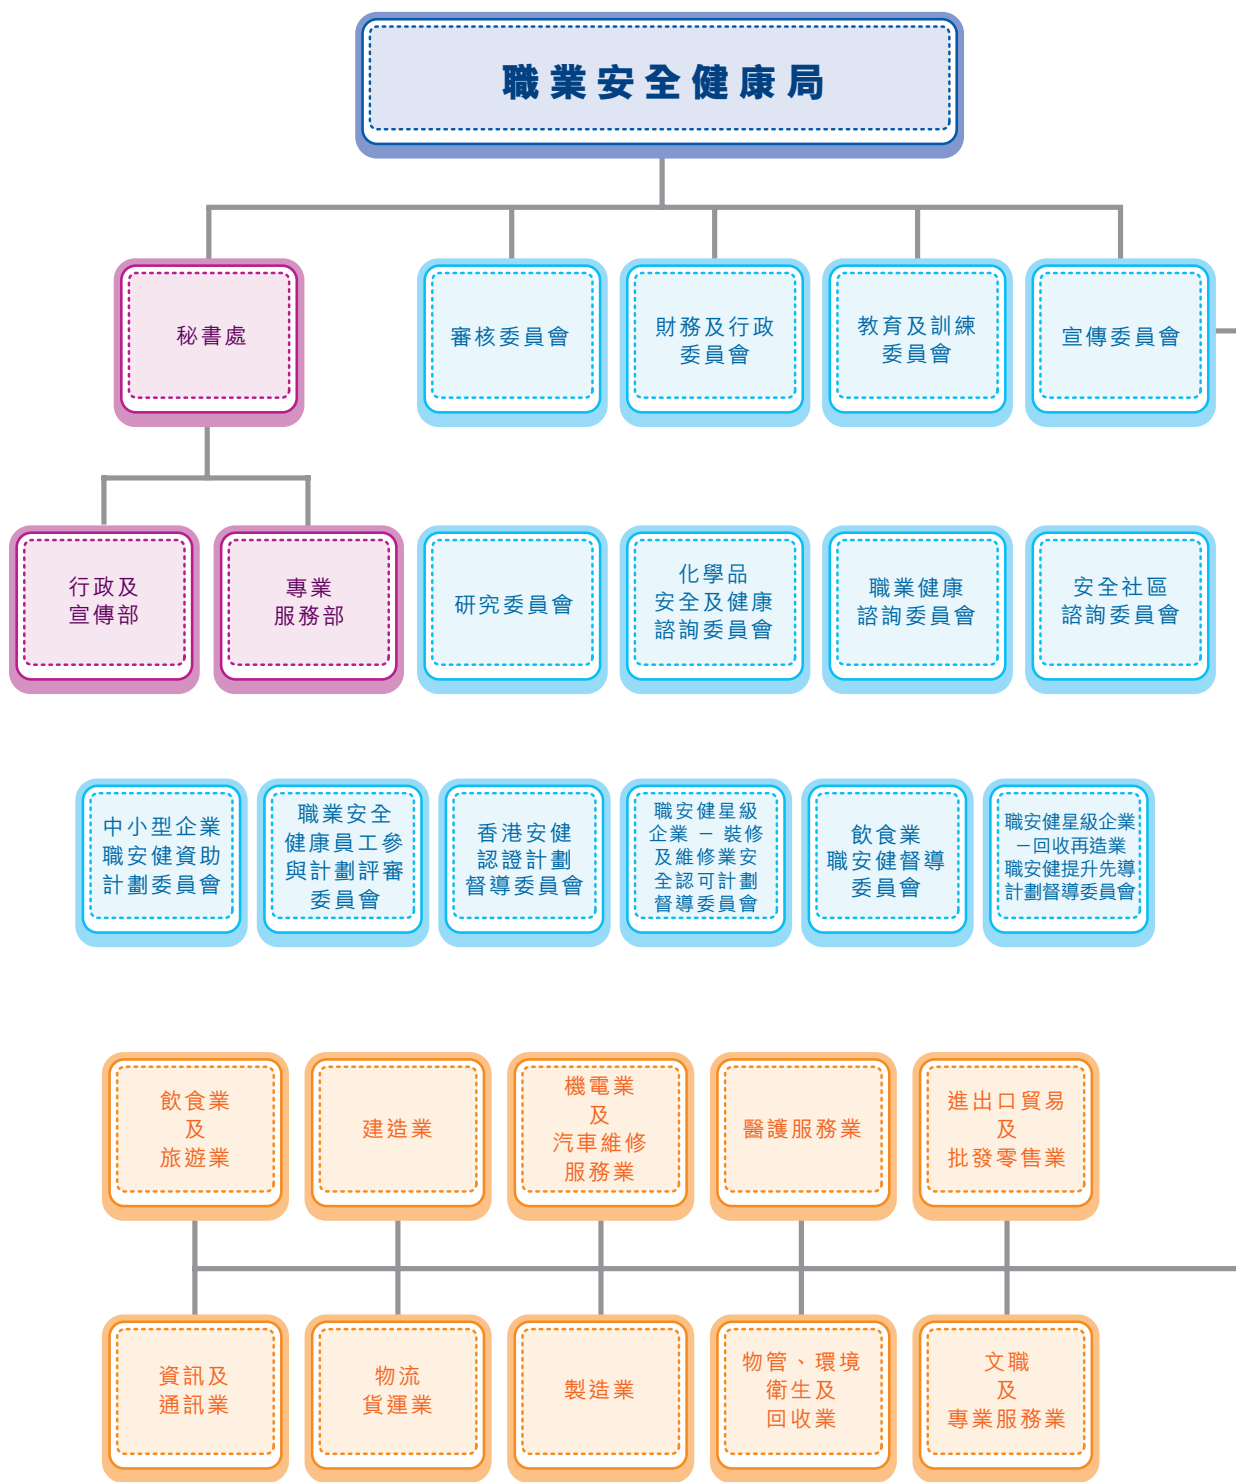 職業安全健康局
秘書處
審核委員會
財務及行政
委員會
教育及訓練
委員會
宣傳委員會
行政及
宣傳部
專業
服務部
研究委員會
化學品
安全及健康
諮詢委員會
職業健康
諮詢委員會
安全社區
諮詢委員會
中小型企業
職安健資助
計劃委員會
職業安全
健康員工參
與計劃評審
委員會
香港安健
認證計劃
督導委員會
職安健星級
企業 － 裝修
及維修業安
全認可計劃
督導委員會
飲食業
職安健督導
委員會
職安健星級企業
－回收再造業
職安健提升先導
計劃督導委員會
飲食業
及
旅遊業
建造業
機電業
及
汽車維修
服務業
醫護服務業
進出口貿易
及
批發零售業
資訊及
通訊業
物流
貨運業
製造業
物管、環境
衛生及
回收業
文職
及
專業服務業